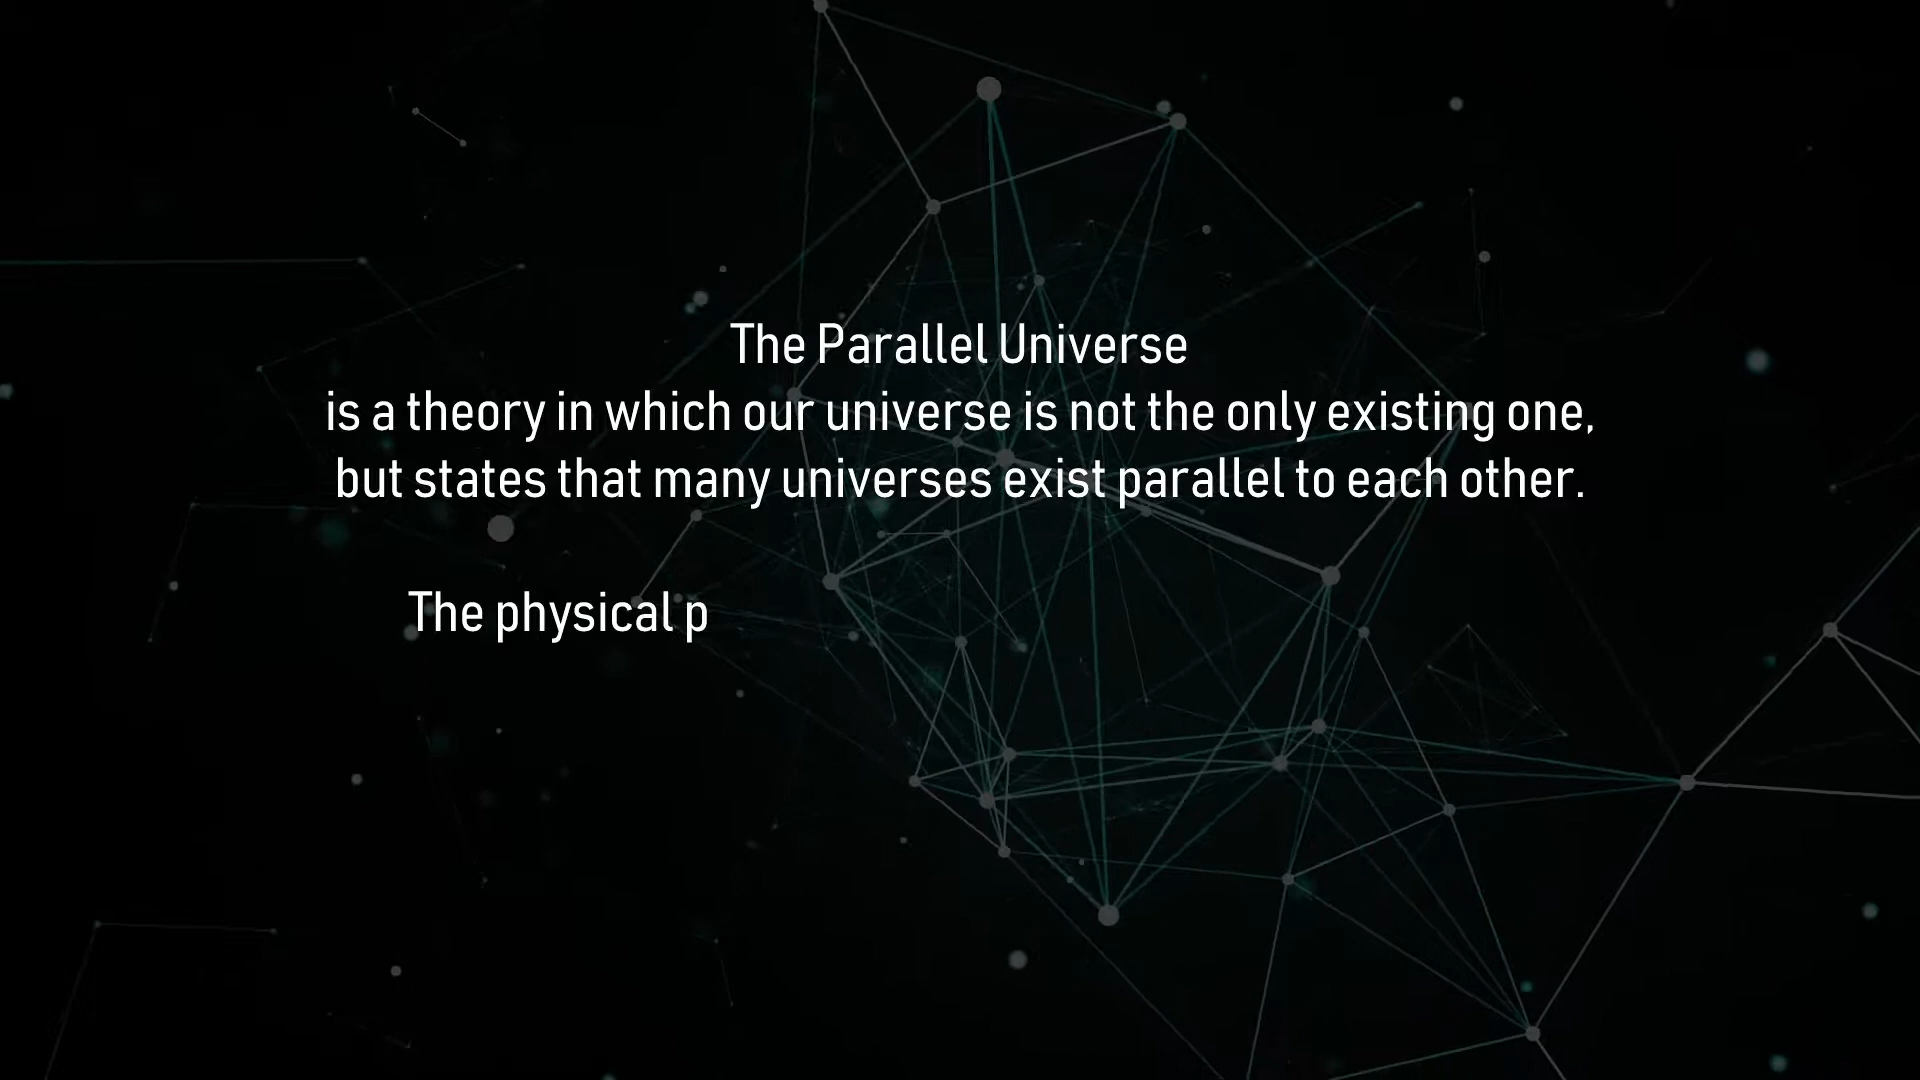 The Parallel Universe
is a theory in which our universe is not the only existing one,
but states that many universes exist parallel to each other.
The physical p